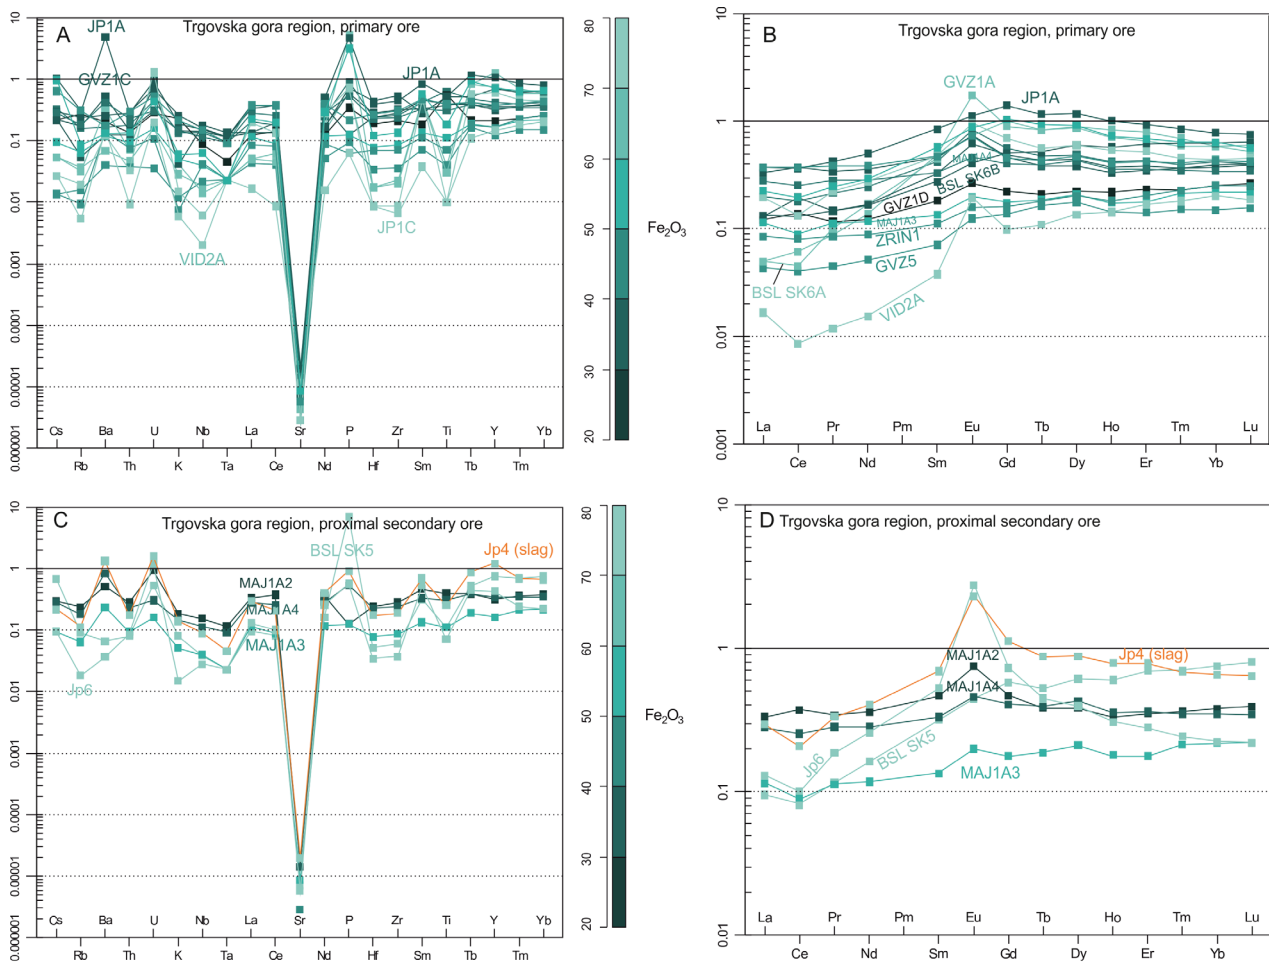 A
Trgovska gora region, primary ore
10
1
0.1
0.01
0.001
0.0001
0.00001
0.000001
JP1A
GVZ1C
JP1A
JP1C
VID2A
Cs Ba U K Nb La Sr P Zr Ti Y Yb
Rb Th Ta Ce Nd Hf Sm Tb Tm
80
70
60
50
40
30
20
Fe2O3
B
Trgovska gora region, primary ore
10
1
0.1
0.01
0.001
GVZ1A
JP1A
MAJ1A4
BSL SK6B
GVZ1D
MAJ1A3
ZRIN1
GVZ5
BSL SK6A
VID2A
La Pr Pm Eu Tb Ho Tm Lu
Ce Nd Sm Gd Dy Er Yb
C
Trgovska gora region, proximal secondary ore
10
1
0.1
0.01
0.001
0.0001
0.00001
0.000001
BSL SK5
Jp4 (slag)
MAJ1A2
MAJ1A4
MAJ1A3
Jp6
Cs Ba U K Nb La Sr P Zr Ti Y Yb
Rb Th Ta Ce Nd Hf Sm Tb Tm
80
70
60
50
40
30
20
Fe2O3
D
Trgovska gora region, proximal secondary ore
10
1
0.1
0.01
MAJ1A2
Jp4 (slag)
MAJ1A4
Jp6
BSL SK5
MAJ1A3
La Pr Pm Eu Tb Ho Tm Lu
Ce Nd Sm Gd Dy Er Yb